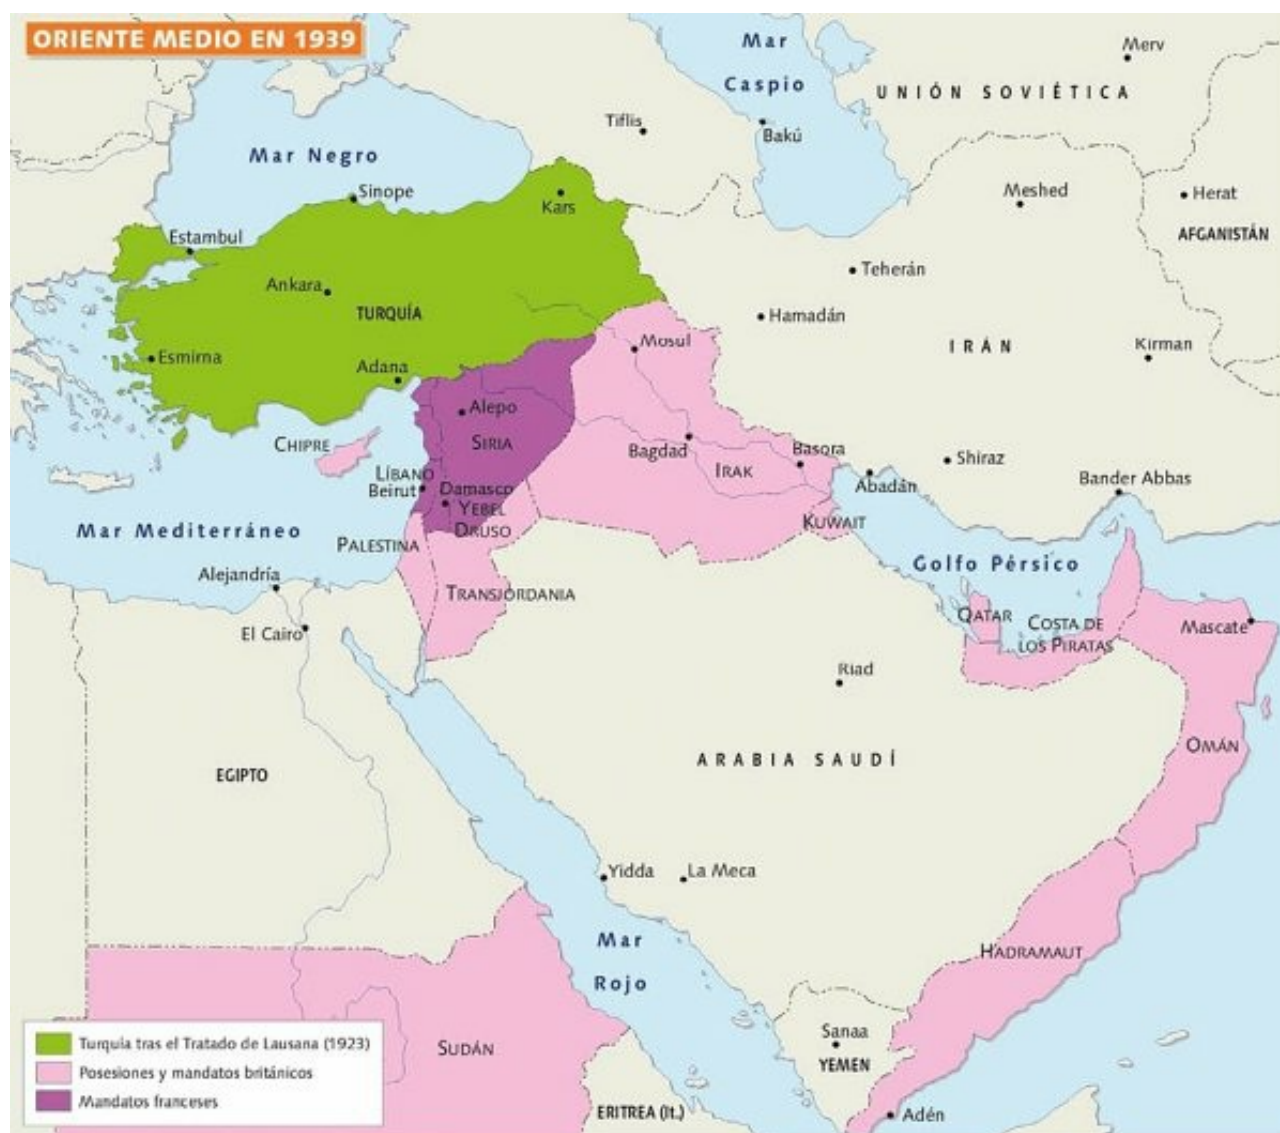 ORIENTE MEDIO EN 1939
Mar
Caspio
Merv
UNIÓN SOVIÉTICA
Tiflis
Bakú
Mar Negro
Sinope
Kars
Meshed
Herat
AFGANISTÁN
Estambul
Teherán
Ankara
TURQUÍA
Hamadán
IRÁN
Kirman
Mosul
Esmirna
Adana
Alepo
SIRIA
CHIPRE
Bagdad
IRAK
Basora
Shiraz
Abadán
Bander Abbas
LÍBANO
Beirut
Damasco
YEBEL
DRUSO
KUWAIT
Mar Mediterráneo
PALESTINA
Golfo Pérsico
Alejandría
TRANSJORDANIA
El Cairo
QATAR
COSTA DE
LOS PIRATAS
Mascate
Riad
ARABIA SAUDÍ
OMÁN
EGIPTO
Yidda
La Meca
Mar
Rojo
HADRAMAUT
Sanaa
YEMEN
SUDÁN
ERITREA (It.)
Adén
Turquía tras el Tratado de Lausana (1923)
Posesiones y mandatos británicos
Mandatos franceses